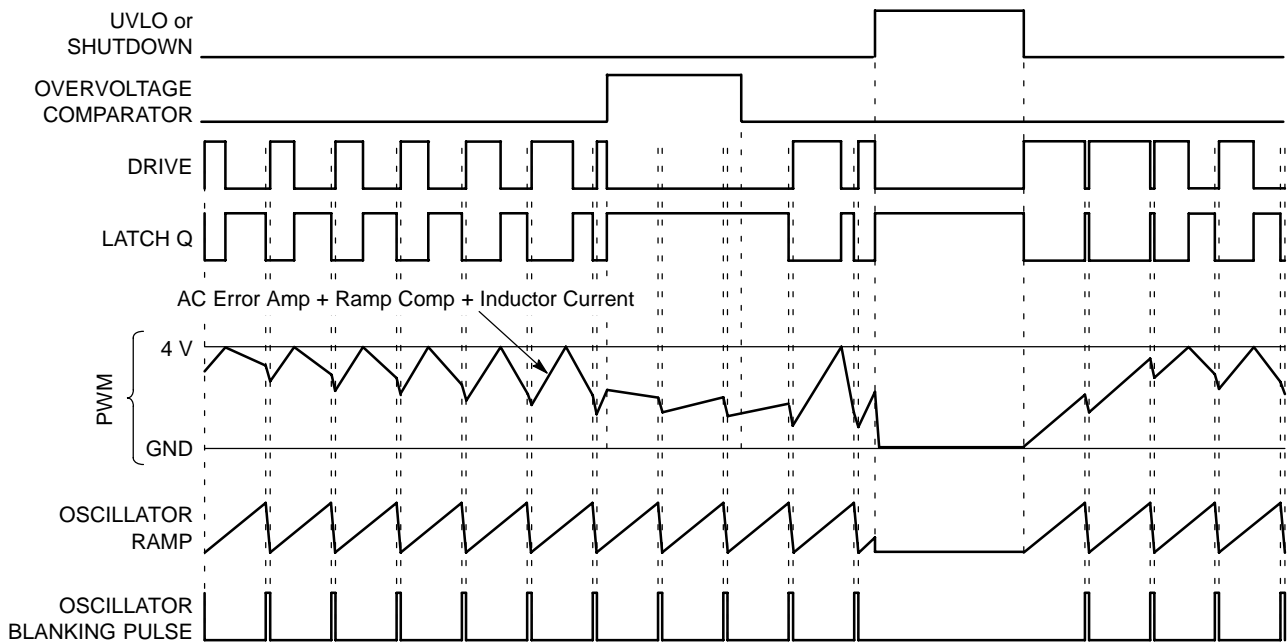 UVLO or
SHUTDOWN
OVERVOLTAGE
COMPARATOR
DRIVE
LATCH Q
AC Error Amp + Ramp Comp + Inductor Current
4 V
PWM
GND
OSCILLATOR
RAMP
OSCILLATOR
BLANKING PULSE